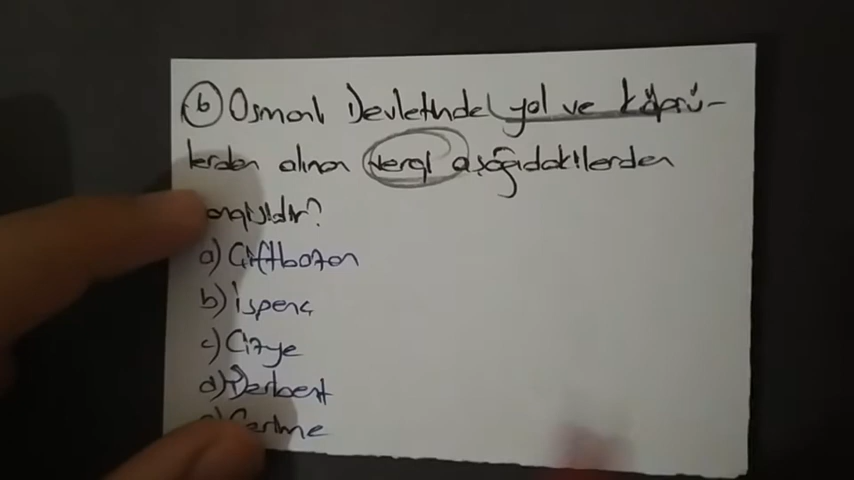 6 Osmanlı Devletinde yol ve köprü-
lerden alınan vergi aşağıdakilerden
hangisidir?
a) Çiftbozan
b) İspenç
c) Cizye
d) Derbent
e) Cerime